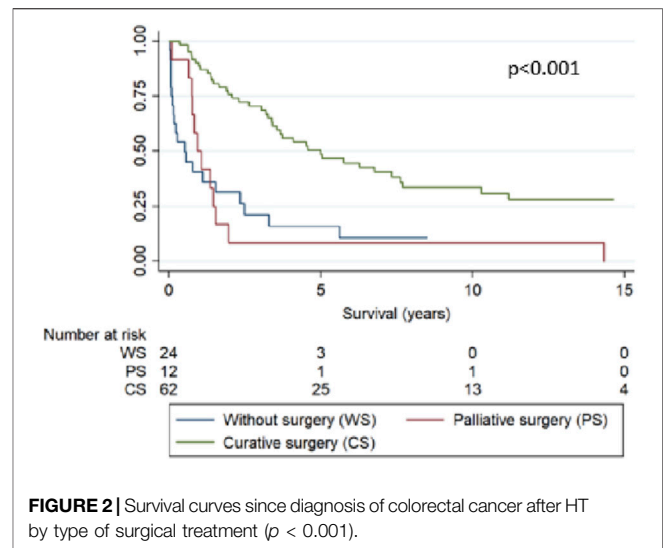 1.00
p<0.001
0.75
0.50
0.25
0.00
0 5 10 15
Survival (years)
Number at risk
WS 24 3 0 0
PS 12 1 1 0
CS 62 25 13 4
Without surgery (WS) Palliative surgery (PS)
Curative surgery (CS)
FIGURE 2 | Survival curves since diagnosis of colorectal cancer after HT
by type of surgical treatment (p < 0.001).